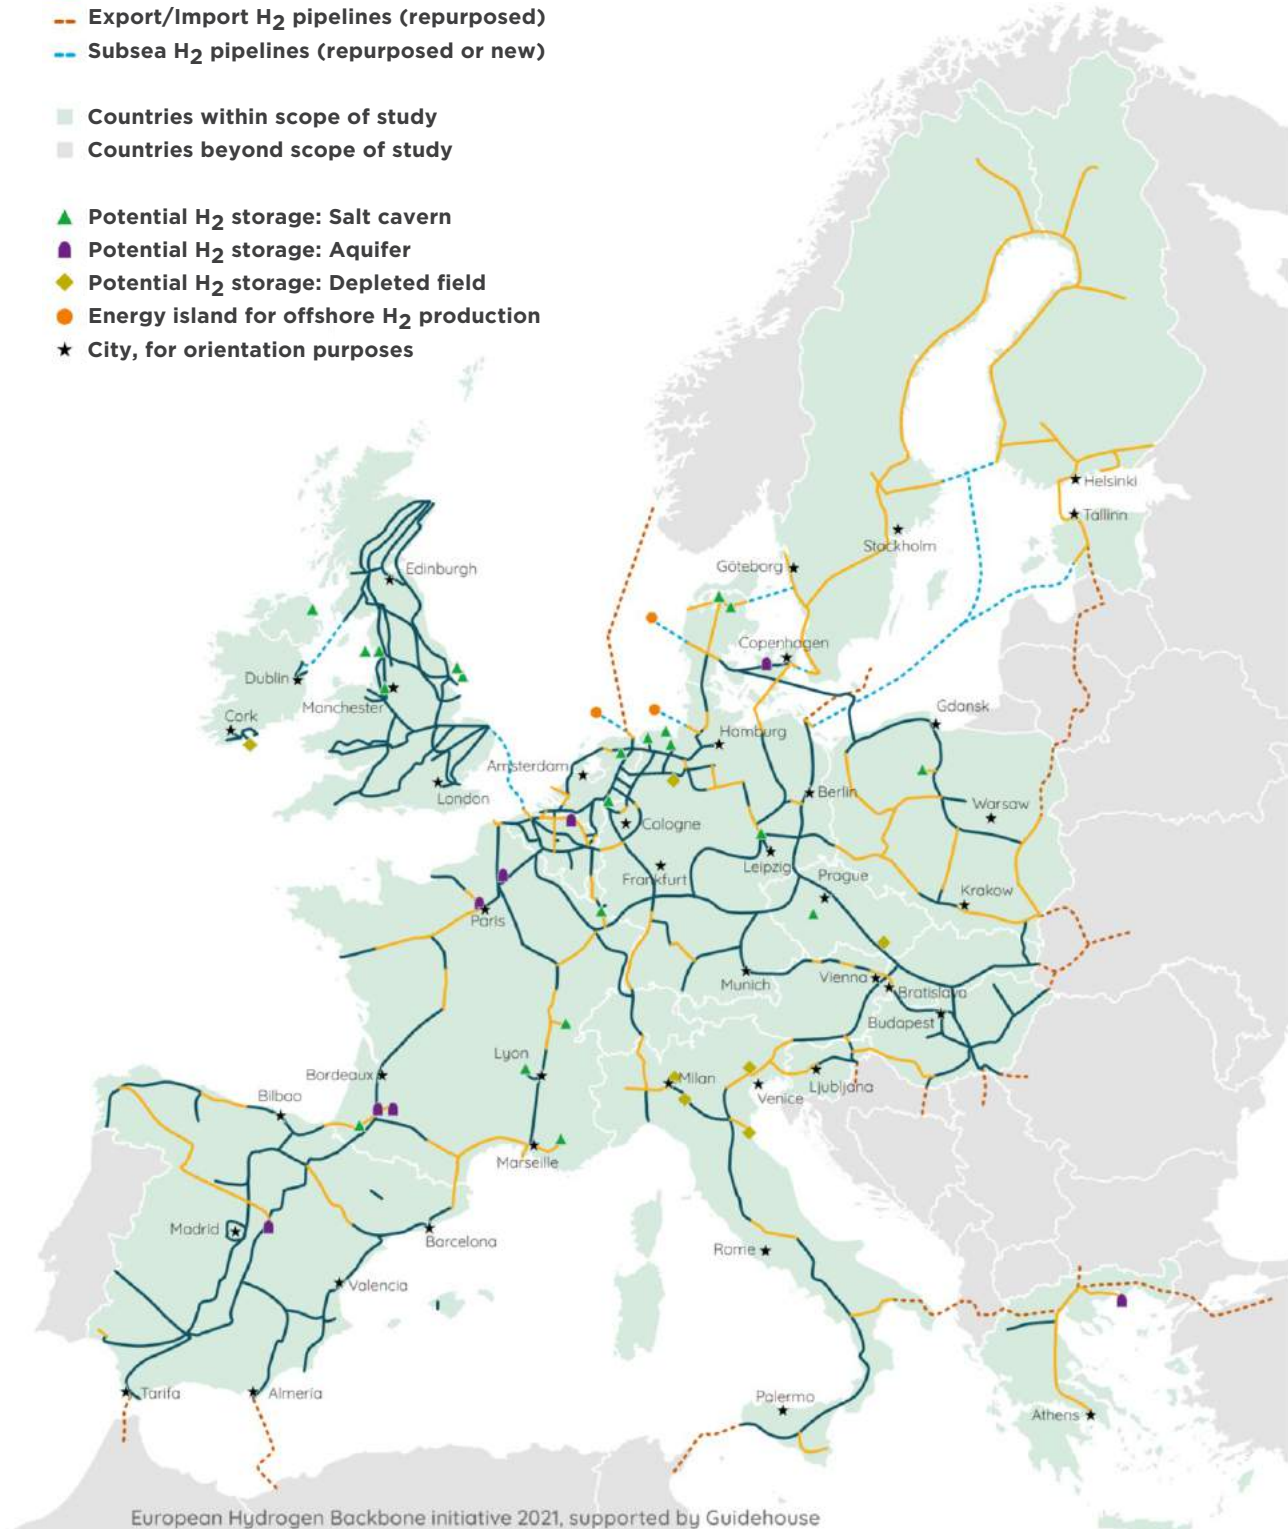 Export/Import H2 pipelines (repurposed)
Subsea H2 pipelines (repurposed or new)
Countries within scope of study
Countries beyond scope of study
Potential H2 storage: Salt cavern
Potential H2 storage: Aquifer
Potential H2 storage: Depleted field
Energy island for offshore H2 production
City, for orientation purposes
Helsinki
Tallinn
Stockholm
Göteborg
Edinburgh
Copenhagen
Dublin
Manchester
Cork
Gdansk
Hamburg
Amsterdam
Berlin
London
Warsaw
Cologne
Leipzig
Frankfurt
Prague
Krakow
Paris
Vienna
Munich
Bratislava
Budapest
Lyon
Bordeaux
Milan
Ljubljana
Bilbao
Venice
Marseille
Madrid
Barcelona
Rome
Valencia
Tarifa
Almería
Palermo
Athens
European Hydrogen Backbone initiative 2021, supported by Guidehouse